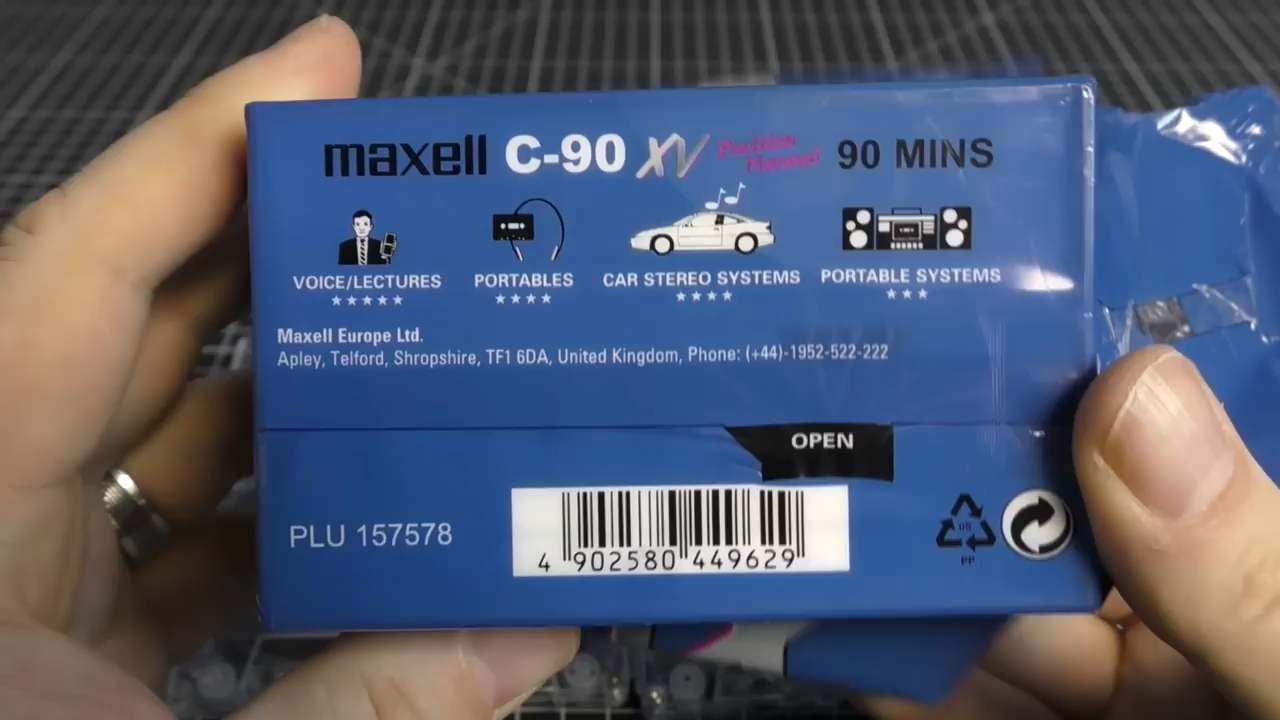 maxell C-90 XV Position Normal 90 MINS
VOICE/LECTURES PORTABLES CAR STEREO SYSTEMS PORTABLE SYSTEMS
★★★★★ ★★★★ ★★★★ ★★★
Maxell Europe Ltd.
Apley, Telford, Shropshire, TF1 6DA, United Kingdom, Phone: (+44)-1952-522-222
OPEN
PLU 157578
4 902580 449629
05
PP